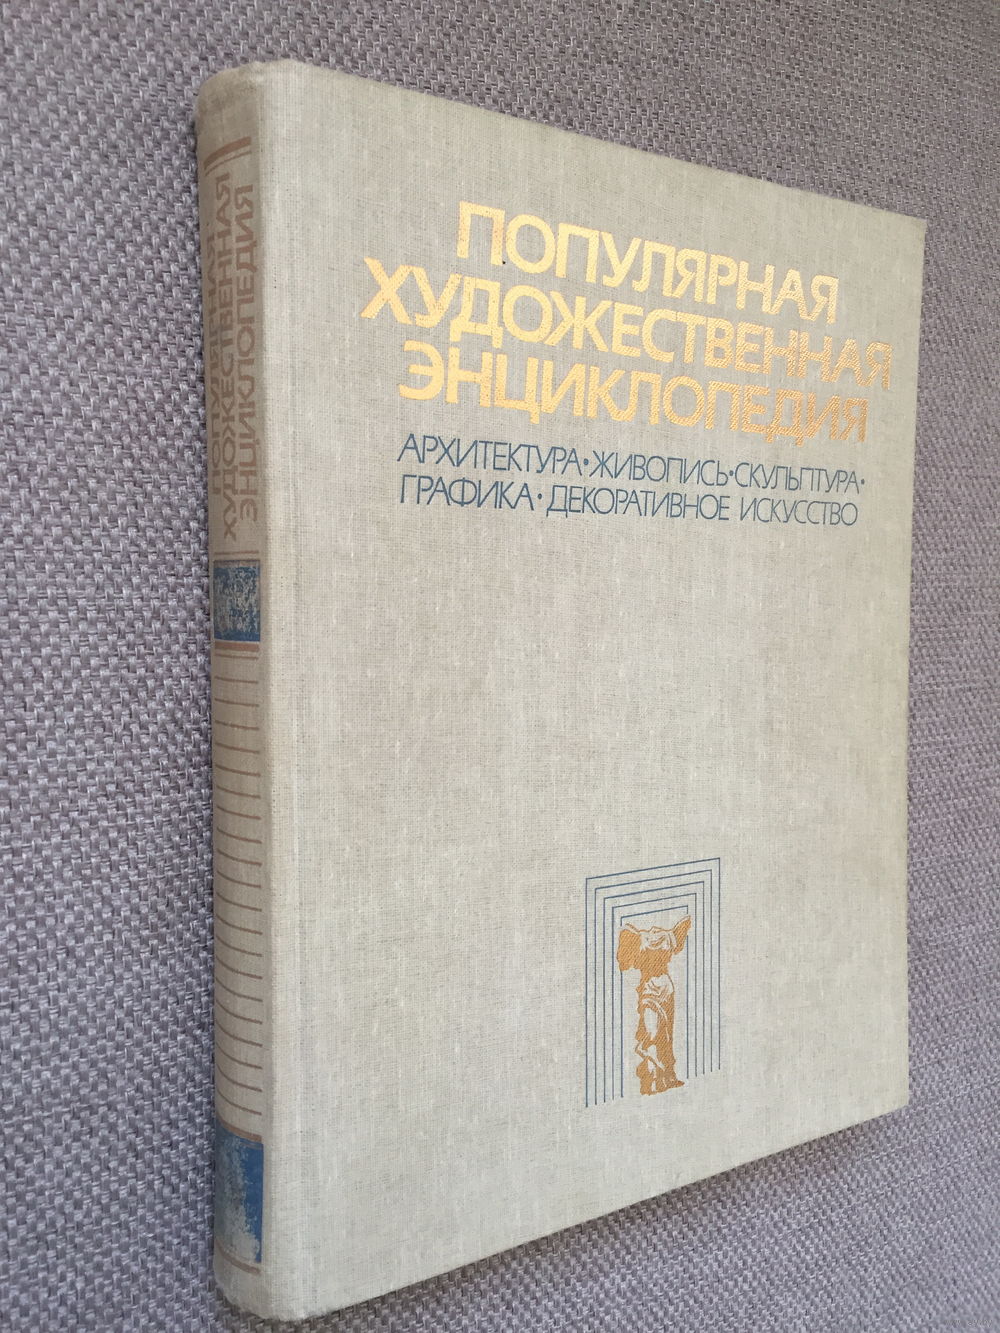 ПОПУЛЯРНАЯ
ХУДОЖЕСТВЕННАЯ
ЭНЦИКЛОПЕДИЯ
АРХИТЕКТУРА·ЖИВОПИСЬ·СКУЛЬПТУРА·
ГРАФИКА·ДЕКОРАТИВНОЕ ИСКУССТВО
ПОПУЛЯРНАЯ
ХУДОЖЕСТВЕННАЯ
ЭНЦИКЛОПЕДИЯ